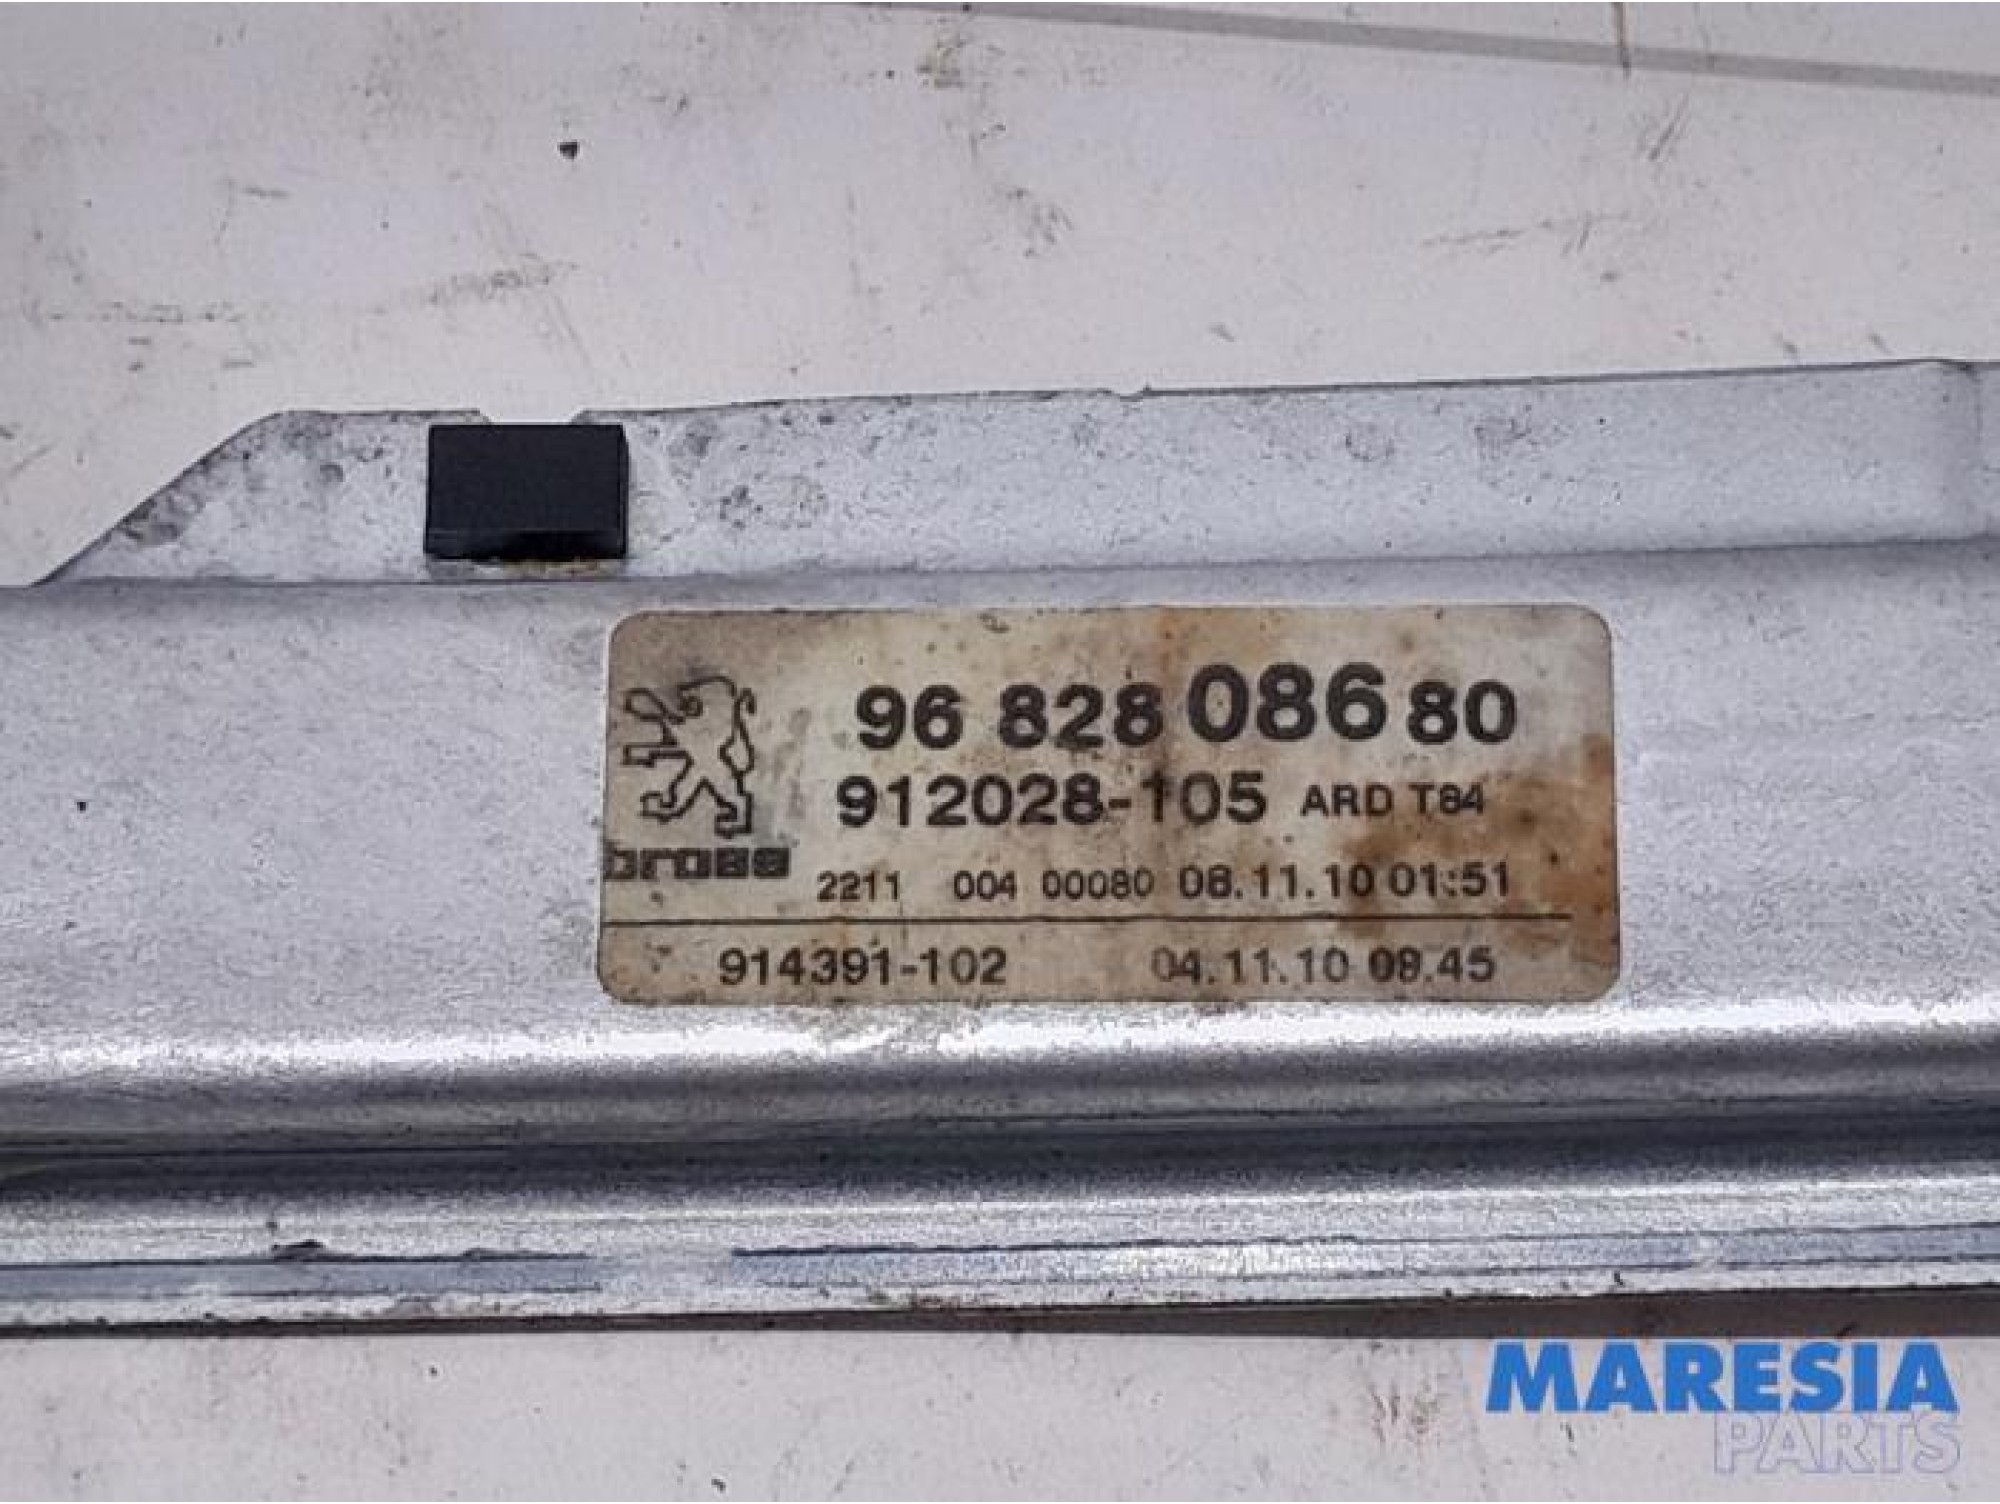 96 828 086 80
912028-105 ARD T84
brose
2211 004 00080 08.11.10 01:51
914391-102 04.11.10 09.45
MARESIA
PARTS